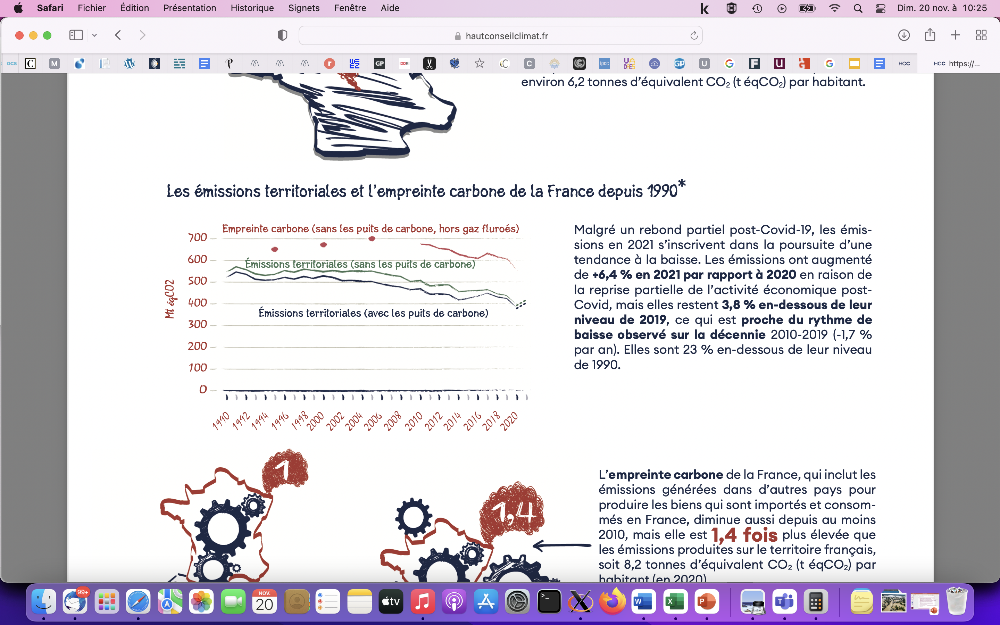 Safari Fichier Édition Présentation Historique Signets Fenêtre Aide Dim. 20 nov. à 10:25
hautconseilclimat.fr
ocs C M GP IDDRI C C ipcc GP U F U HCC HCC https://...
environ 6,2 tonnes d’équivalent CO₂ (t éqCO₂) par habitant.
Les émissions territoriales et l’empreinte carbone de la France depuis 1990*
Empreinte carbone (sans les puits de carbone, hors gaz fluroés)
Émissions territoriales (sans les puits de carbone)
Émissions territoriales (avec les puits de carbone)
Mt éqCO2
700
600
500
400
300
200
100
0
1990 1992 1994 1996 1998 2000 2002 2004 2006 2008 2010 2012 2014 2016 2018 2020
Malgré un rebond partiel post-Covid-19, les émis-
sions en 2021 s’inscrivent dans la poursuite d’une
tendance à la baisse. Les émissions ont augmenté
de +6,4 % en 2021 par rapport à 2020 en raison de
la reprise partielle de l’activité économique post-
Covid, mais elles restent 3,8 % en-dessous de leur
niveau de 2019, ce qui est proche du rythme de
baisse observé sur la décennie 2010-2019 (-1,7 %
par an). Elles sont 23 % en-dessous de leur niveau
de 1990.
1
1,4
L’empreinte carbone de la France, qui inclut les
émissions générées dans d’autres pays pour
produire les biens qui sont importés et consom-
més en France, diminue aussi depuis au moins
2010, mais elle est 1,4 fois plus élevée que
les émissions produites sur le territoire français,
soit 8,2 tonnes d’équivalent CO₂ (t éqCO₂) par
habitant (en 2020)
99+
NOV.
20
tv
W X P T